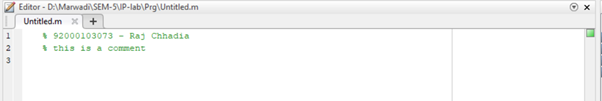 Editor - D:\Marwadi\SEM-5\IP-lab\Prg\Untitled.m
Untitled.m
1 % 92000103073 - Raj Chhadia
2 % this is a comment
3